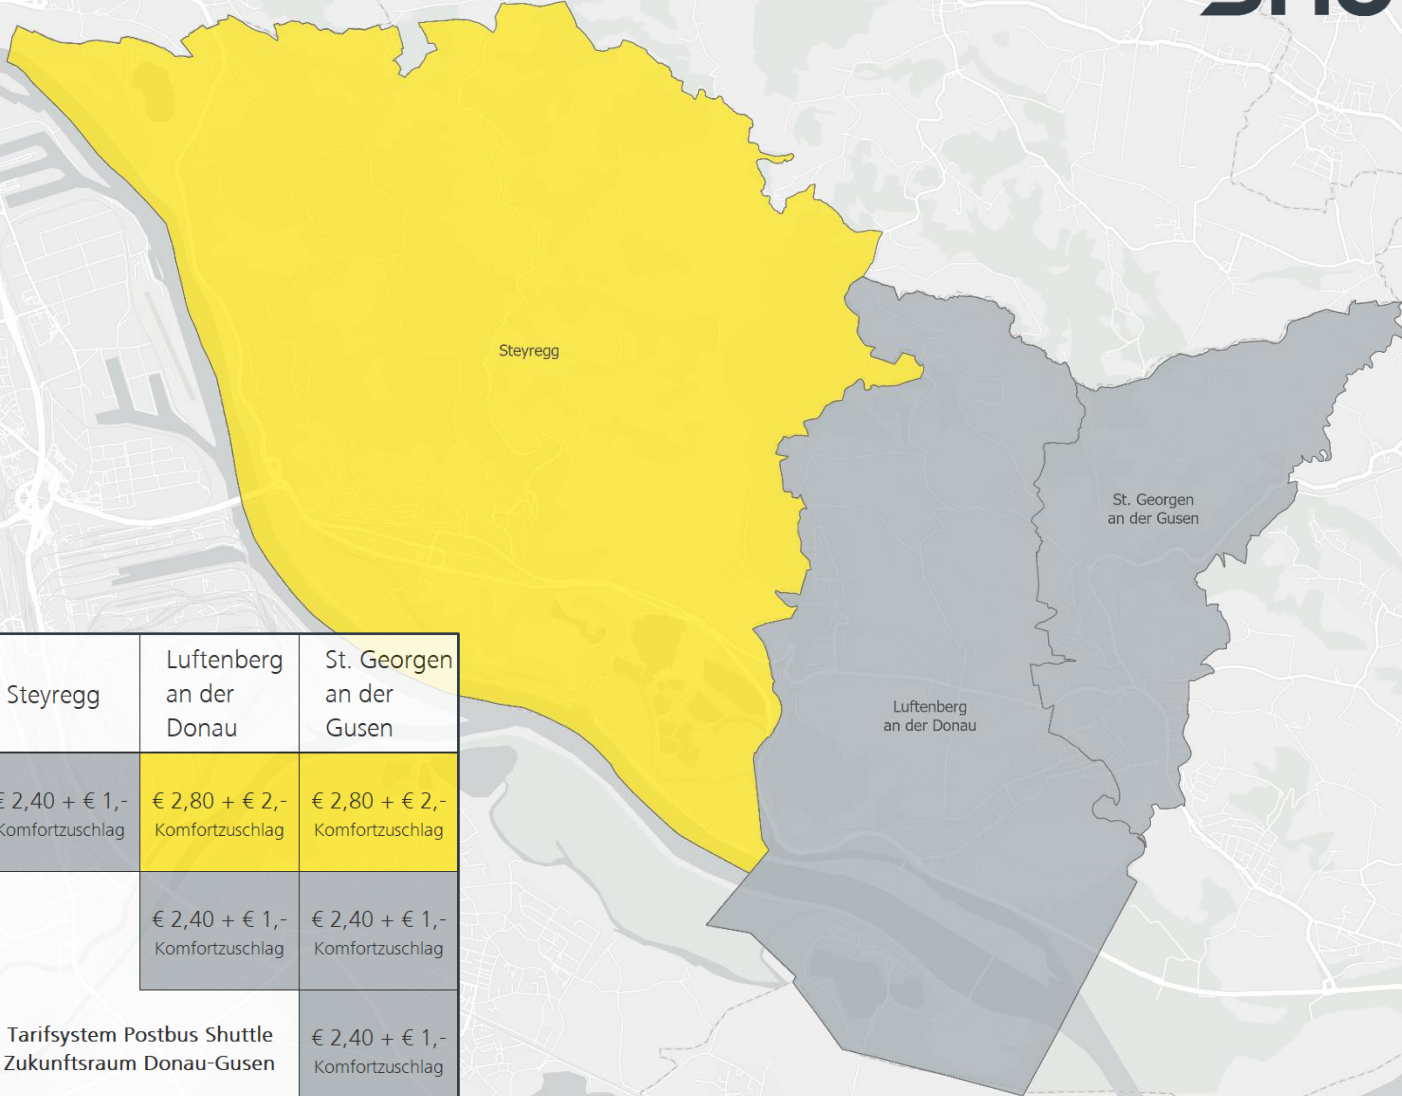 Steyregg
St. Georgen
an der Gusen
Luftenberg
an der Donau
Steyregg
Luftenberg
an der
Donau
St. Georgen
an der
Gusen
€ 2,40 + € 1,-
Komfortzuschlag
€ 2,80 + € 2,-
Komfortzuschlag
€ 2,80 + € 2,-
Komfortzuschlag
€ 2,40 + € 1,-
Komfortzuschlag
€ 2,40 + € 1,-
Komfortzuschlag
Tarifsystem Postbus Shuttle
Zukunftsraum Donau-Gusen
€ 2,40 + € 1,-
Komfortzuschlag